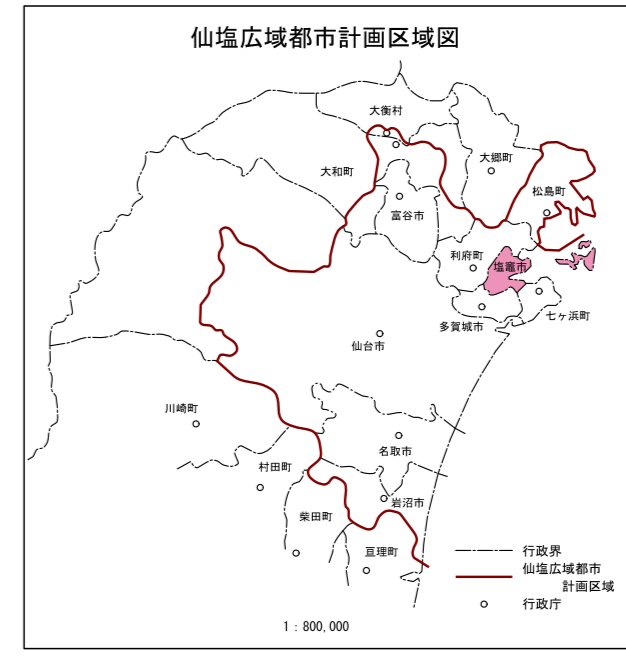 仙塩広域都市計画区域図
大衡村
大和町
大郷町
松島町
富谷市
利府町
塩竈市
七ヶ浜町
多賀城市
仙台市
川崎町
名取市
村田町
岩沼市
柴田町
亘理町
行政界
仙塩広域都市
計画区域
行政庁
1：800,000